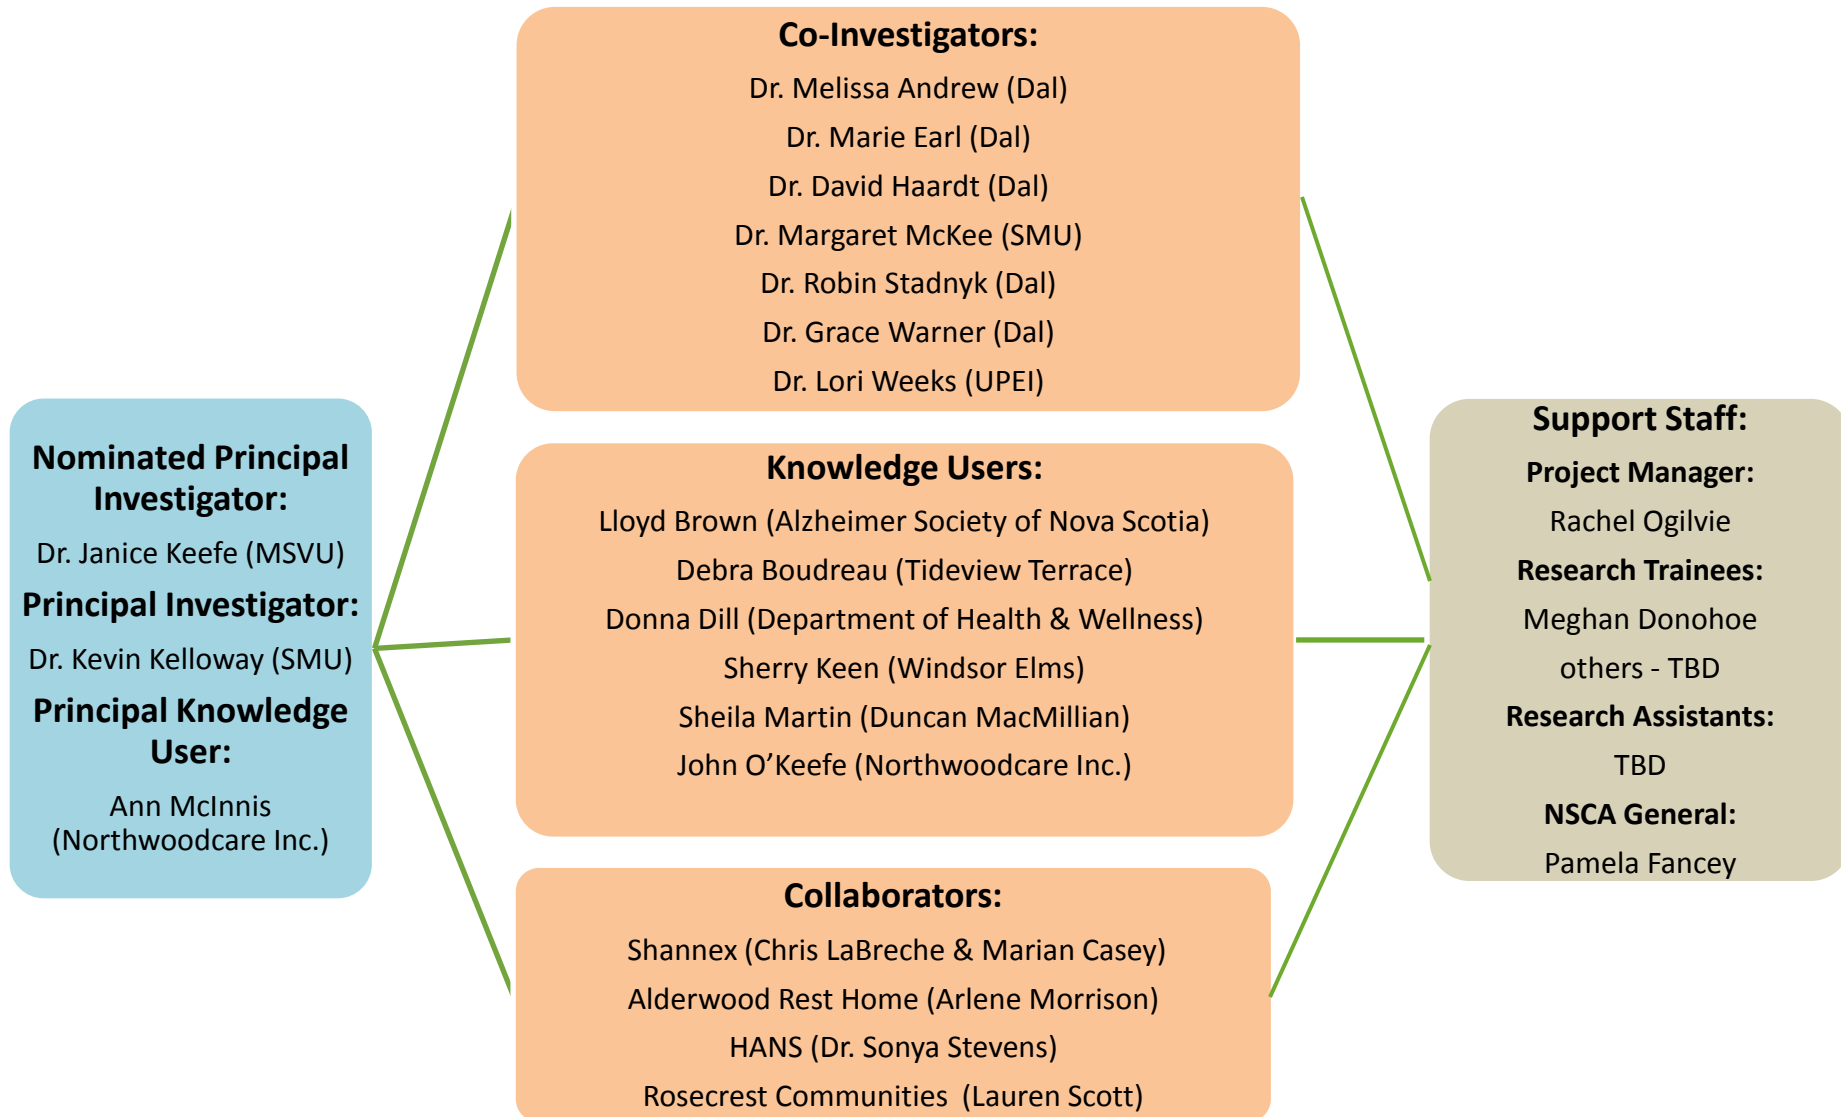 Nominated Principal
Investigator:
Dr. Janice Keefe (MSVU)
Principal Investigator:
Dr. Kevin Kelloway (SMU)
Principal Knowledge
User:
Ann McInnis
(Northwoodcare Inc.)
Co-Investigators:
Dr. Melissa Andrew (Dal)
Dr. Marie Earl (Dal)
Dr. David Haardt (Dal)
Dr. Margaret McKee (SMU)
Dr. Robin Stadnyk (Dal)
Dr. Grace Warner (Dal)
Dr. Lori Weeks (UPEI)
Knowledge Users:
Lloyd Brown (Alzheimer Society of Nova Scotia)
Debra Boudreau (Tideview Terrace)
Donna Dill (Department of Health & Wellness)
Sherry Keen (Windsor Elms)
Sheila Martin (Duncan MacMillian)
John O’Keefe (Northwoodcare Inc.)
Collaborators:
Shannex (Chris LaBreche & Marian Casey)
Alderwood Rest Home (Arlene Morrison)
HANS (Dr. Sonya Stevens)
Rosecrest Communities (Lauren Scott)
Support Staff:
Project Manager:
Rachel Ogilvie
Research Trainees:
Meghan Donohoe
others - TBD
Research Assistants:
TBD
NSCA General:
Pamela Fancey